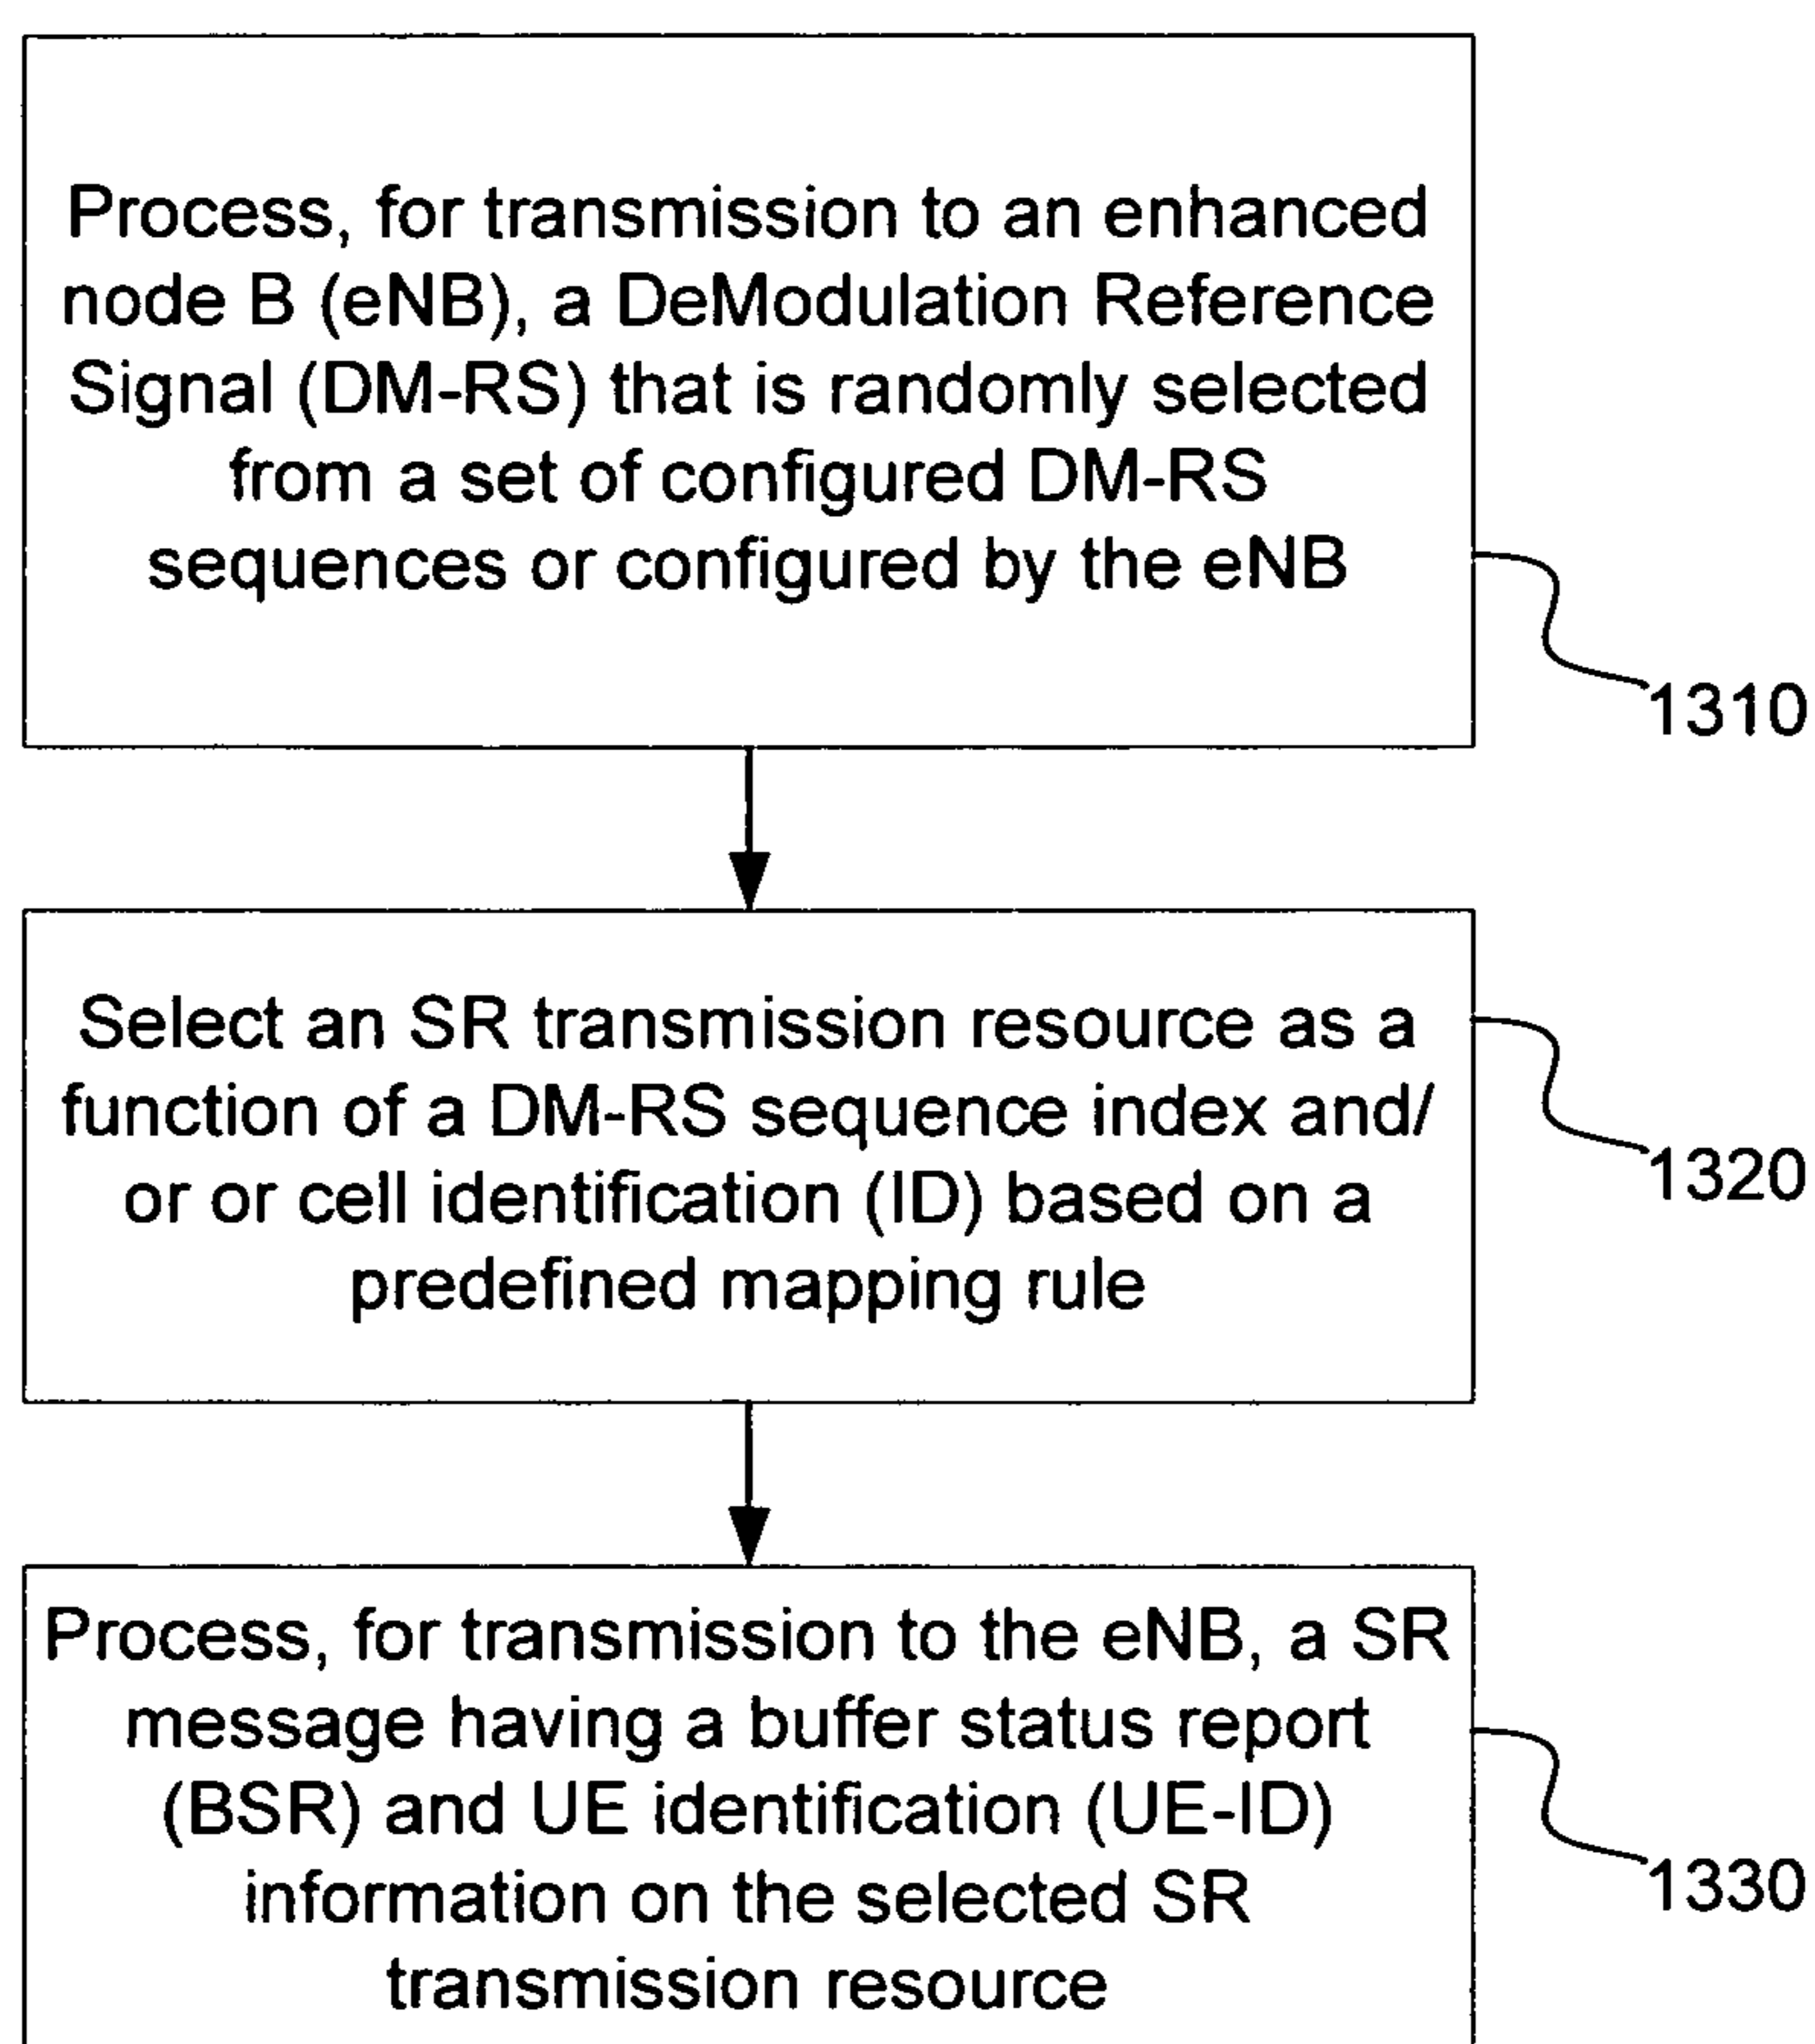 Process, for transmission to an enhanced
node B (eNB), a DeModulation Reference
Signal (DM-RS) that is randomly selected
from a set of configured DM-RS
sequences or configured by the eNB
1310
Select an SR transmission resource as a
function of a DM-RS sequence index and/
or or cell identification (ID) based on a
predefined mapping rule
1320
Process, for transmission to the eNB, a SR
message having a buffer status report
(BSR) and UE identification (UE-ID)
information on the selected SR
transmission resource
1330